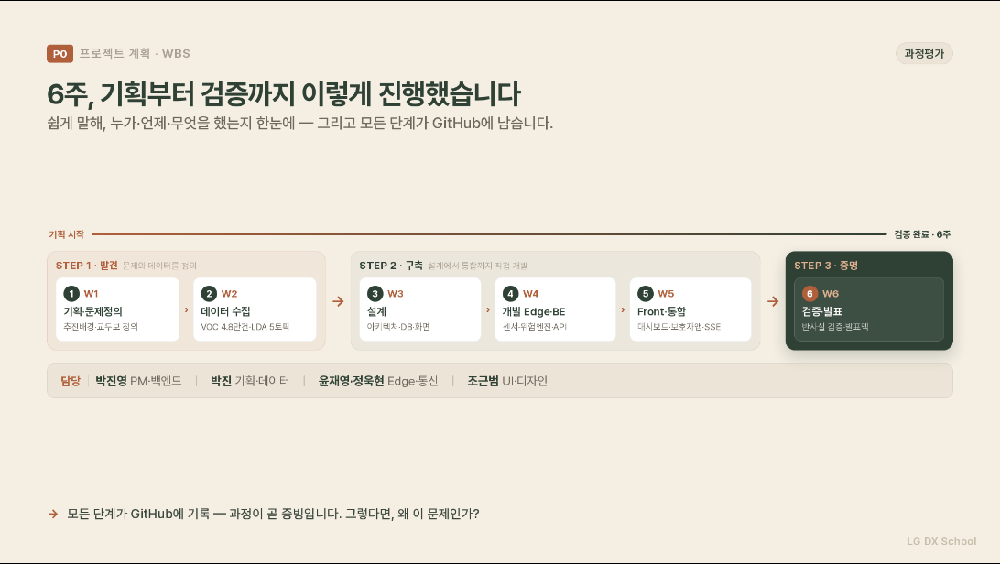 PO 프로젝트 계획 · WBS
과정평가
6주, 기획부터 검증까지 이렇게 진행했습니다
쉽게 말해, 누가·언제·무엇을 했는지 한눈에 — 그리고 모든 단계가 GitHub에 남습니다.
기획 시작
검증 완료 · 6주
STEP 1 · 발견 문제와 데이터를 정의
1 W1
기획·문제정의
추진배경·교두보 정의
›
2 W2
데이터 수집
VOC 4.8만건·LDA 5토픽
→
STEP 2 · 구축 설계에서 통합까지 직접 개발
3 W3
설계
아키텍처·DB·화면
›
4 W4
개발 Edge·BE
센서·위험엔진·API
›
5 W5
Front·통합
대시보드·보호자앱·SSE
→
STEP 3 · 증명
6 W6
검증·발표
반사실 검증·발표덱
담당 | 박진영 PM·백엔드 | 박진 기획·데이터 | 윤재영·정욱현 Edge·통신 | 조근범 UI·디자인
→ 모든 단계가 GitHub에 기록 — 과정이 곧 증빙입니다. 그렇다면, 왜 이 문제인가?
LG DX School